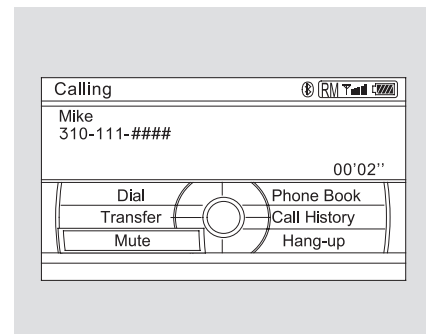 Calling RM
Mike
310-111-####
00'02''
Dial Phone Book
Transfer Call History
Mute Hang-up